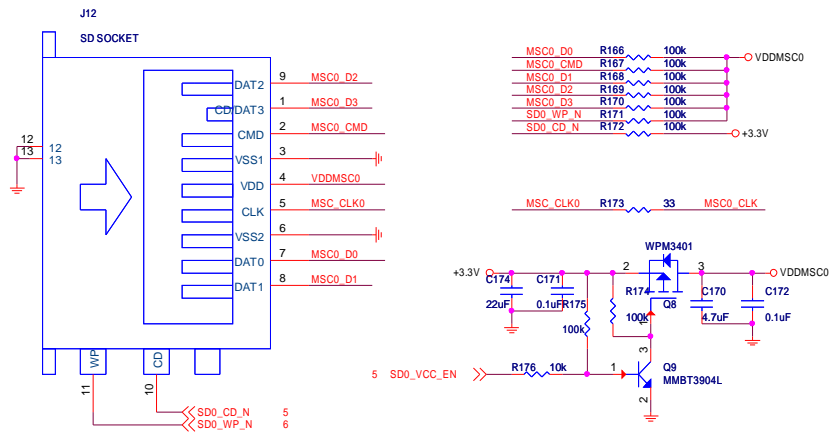 J12
SD SOCKET
DAT2 9 MSC0_D2
CD/DAT3 1 MSC0_D3
CMD 2 MSC0_CMD
VSS1 3
VDD 4 VDDMSC0
CLK 5 MSC_CLK0
VSS2 6
DAT0 7 MSC0_D0
DAT1 8 MSC0_D1
12 12
13 13
WP CD
11 10
SD0_CD_N 5
SD0_WP_N 6
MSC0_D0 R166 100k VDDMSC0
MSC0_CMD R167 100k
MSC0_D1 R168 100k
MSC0_D2 R169 100k
MSC0_D3 R170 100k
SD0_WP_N R171 100k
SD0_CD_N R172 100k +3.3V
MSC_CLK0 R173 33 MSC0_CLK
WPM3401
+3.3V 2 3 VDDMSC0
C174 C171 R174 C170 C172
22uF 0.1uF R175 100k 1 Q8 4.7uF 0.1uF
100k
5 SD0_VCC_EN R176 10k 1 3 Q9
MMBT3904L
2